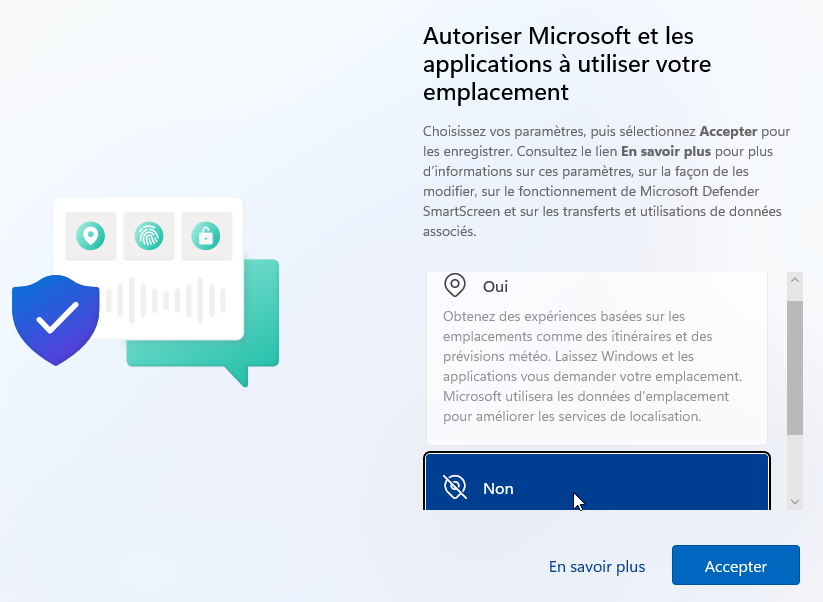 Autoriser Microsoft et les
applications à utiliser votre
emplacement
Choisissez vos paramètres, puis sélectionnez Accepter pour
les enregistrer. Consultez le lien En savoir plus pour plus
d'informations sur ces paramètres, sur la façon de les
modifier, sur le fonctionnement de Microsoft Defender
SmartScreen et sur les transferts et utilisations de données
associés.
Oui
Obtenez des expériences basées sur les
emplacements comme des itinéraires et des
prévisions météo. Laissez Windows et les
applications vous demander votre emplacement.
Microsoft utilisera les données d'emplacement
pour améliorer les services de localisation.
Non
En savoir plus
Accepter